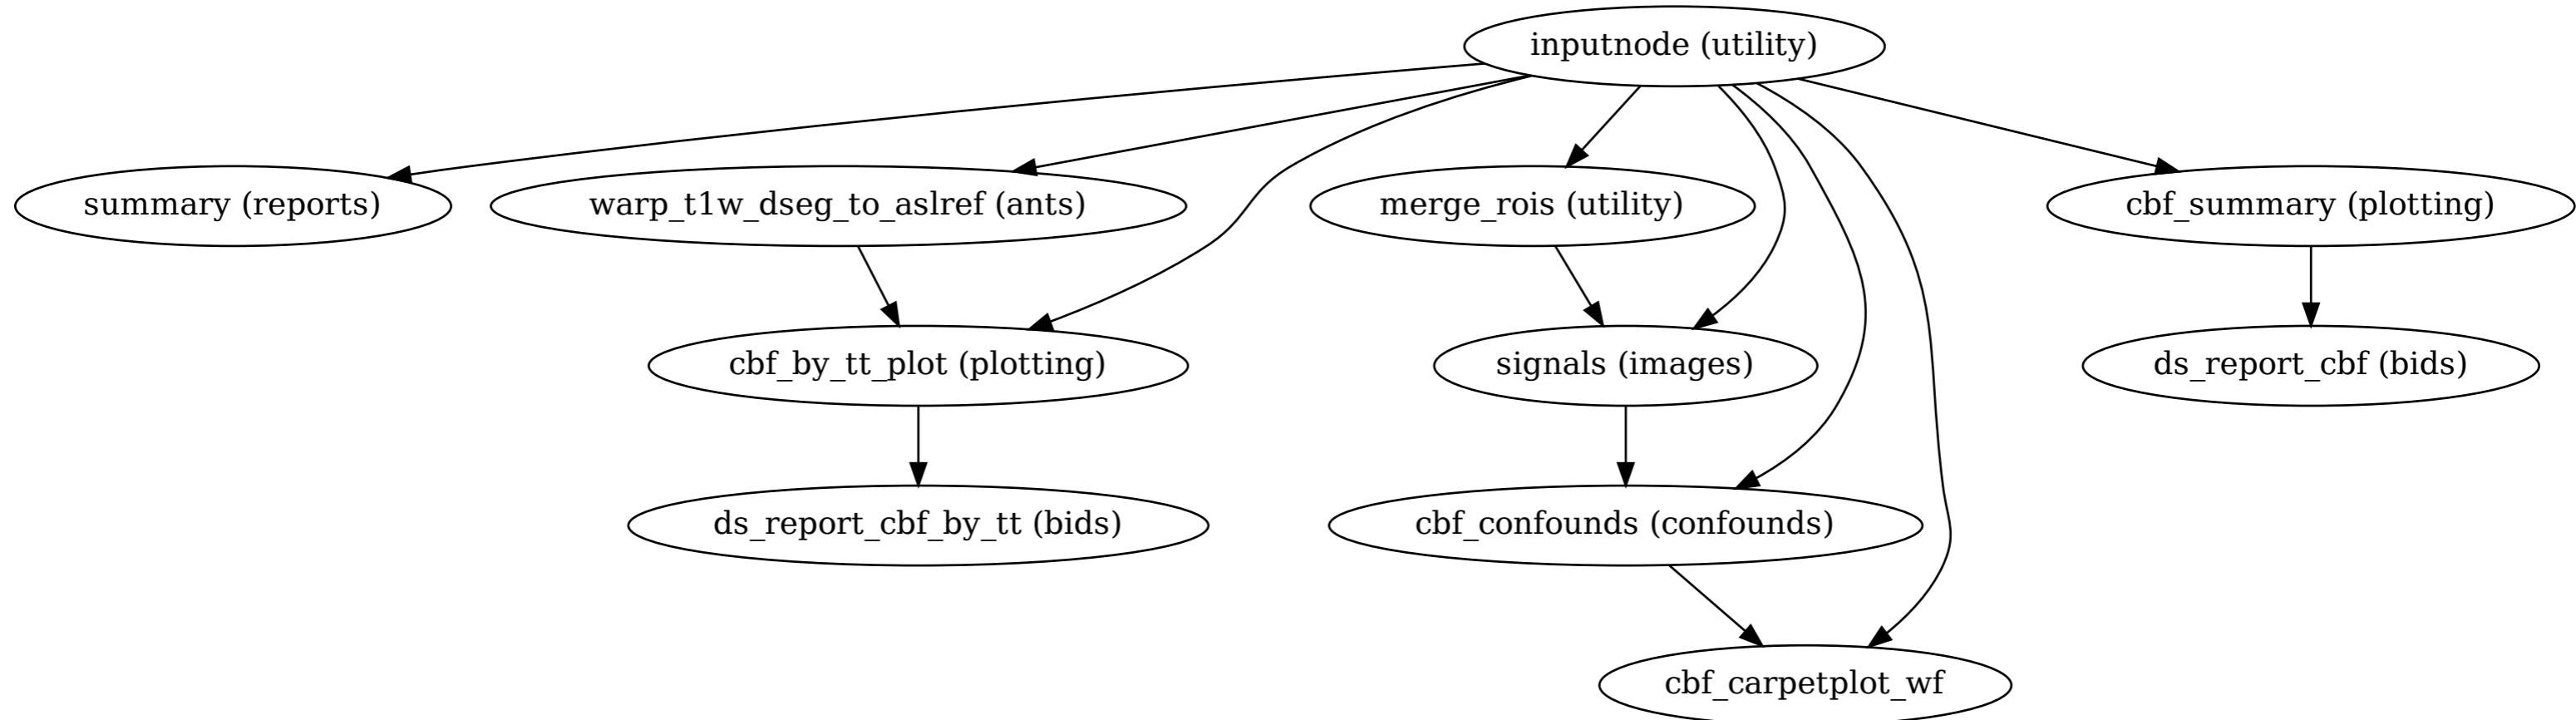 inputnode (utility)
summary (reports)
warp_t1w_dseg_to_aslref (ants)
merge_rois (utility)
cbf_summary (plotting)
cbf_by_tt_plot (plotting)
signals (images)
ds_report_cbf (bids)
ds_report_cbf_by_tt (bids)
cbf_confounds (confounds)
cbf_carpetplot_wf